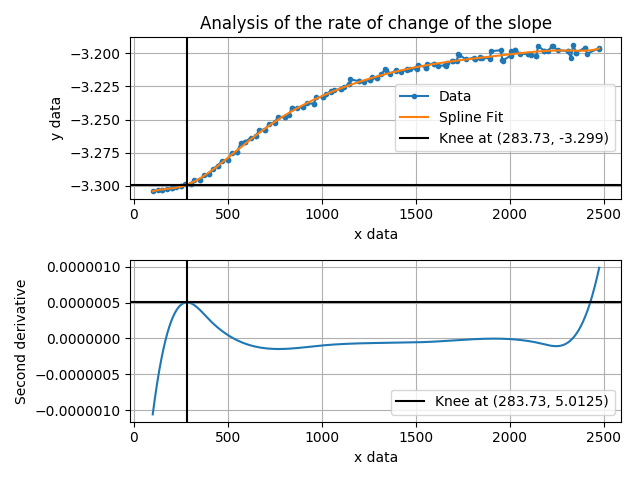 Analysis of the rate of change of the slope
−3.200
−3.225
−3.250
−3.275
−3.300
y data
Data
Spline Fit
Knee at (283.73, -3.299)
0 500 1000 1500 2000 2500
x data
0.0000010
0.0000005
0.0000000
−0.0000005
−0.0000010
Second derivative
Knee at (283.73, 5.0125)
0 500 1000 1500 2000 2500
x data